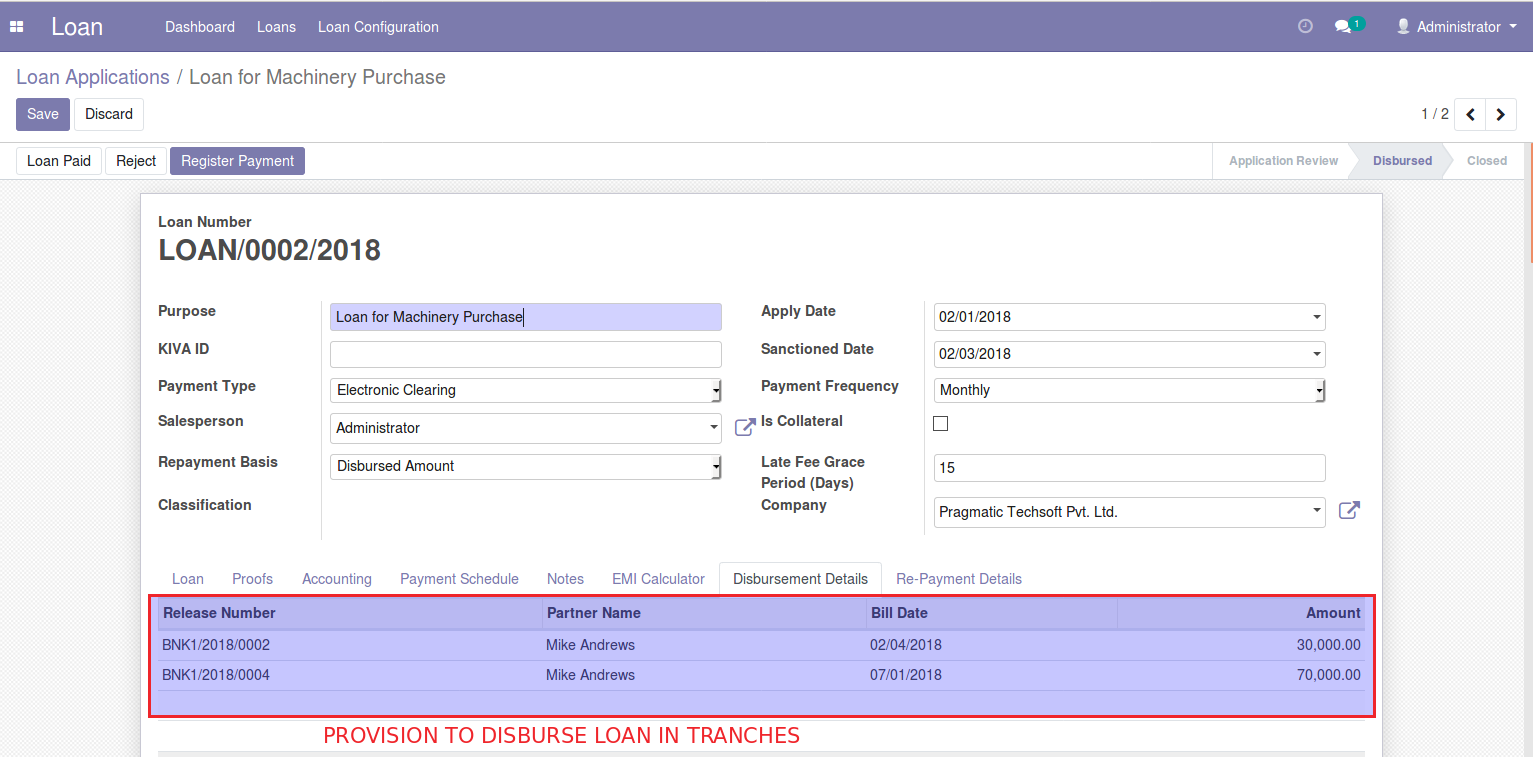 Loan Dashboard Loans Loan Configuration 1 Administrator
Loan Applications / Loan for Machinery Purchase
Save Discard 1 / 2
Loan Paid Reject Register Payment Application Review Disbursed Closed
Loan Number
LOAN/0002/2018
Purpose Loan for Machinery Purchase Apply Date 02/01/2018
KIVA ID Sanctioned Date 02/03/2018
Payment Type Electronic Clearing Payment Frequency Monthly
Salesperson Administrator Is Collateral
Repayment Basis Disbursed Amount Late Fee Grace 15
Period (Days)
Classification Company Pragmatic Techsoft Pvt. Ltd.
Loan Proofs Accounting Payment Schedule Notes EMI Calculator Disbursement Details Re-Payment Details
Release Number Partner Name Bill Date Amount
BNK1/2018/0002 Mike Andrews 02/04/2018 30,000.00
BNK1/2018/0004 Mike Andrews 07/01/2018 70,000.00
PROVISION TO DISBURSE LOAN IN TRANCHES